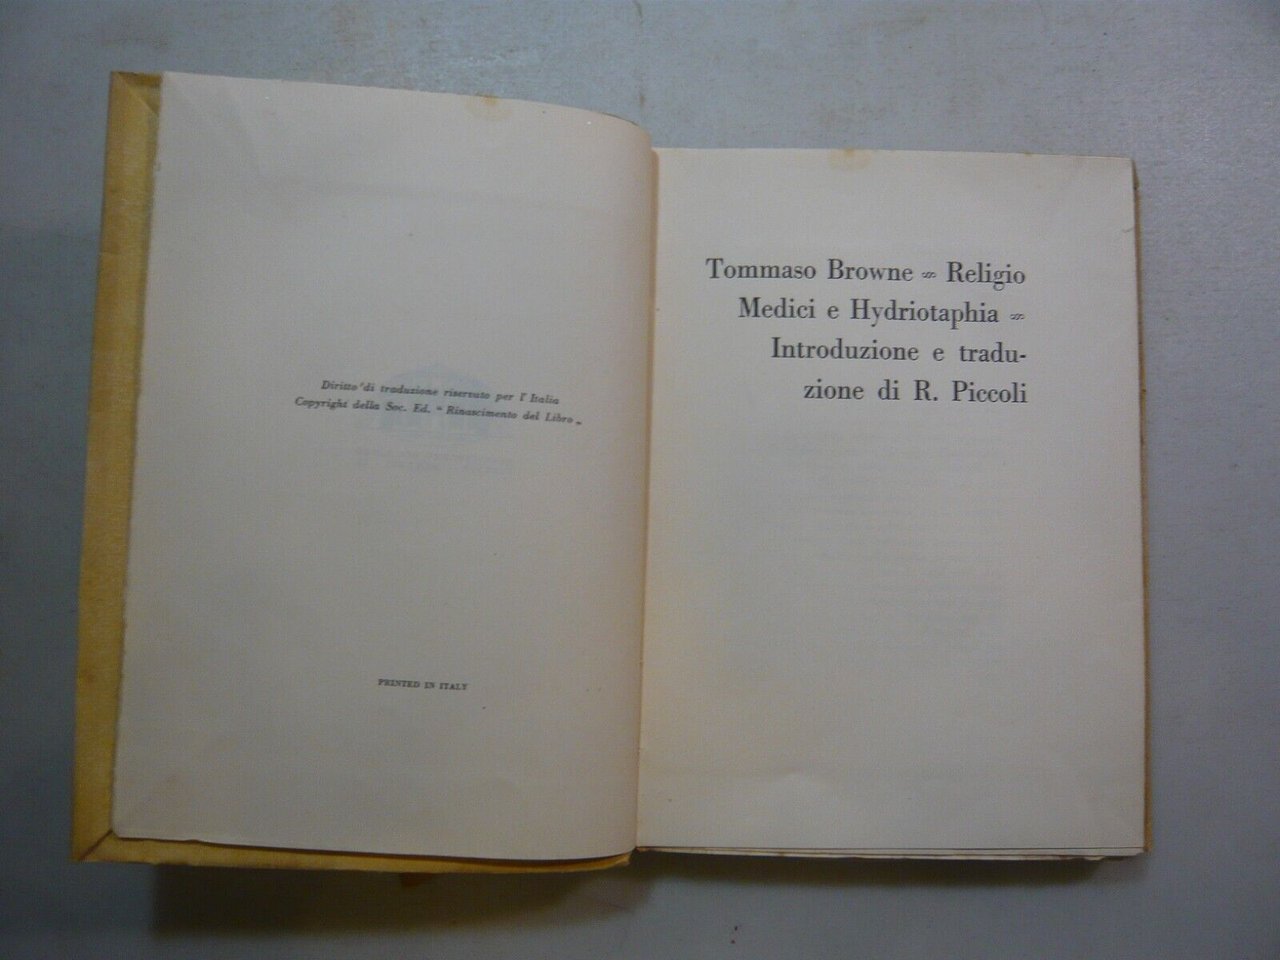 Diritto di traduzione riservato per l'Italia
Copyright della Soc. Ed. “ Rinascimento del Libro „
PRINTED IN ITALY
Tommaso Browne ∞ Religio
Medici e Hydriotaphia ∞
Introduzione e tradu-
zione di R. Piccoli